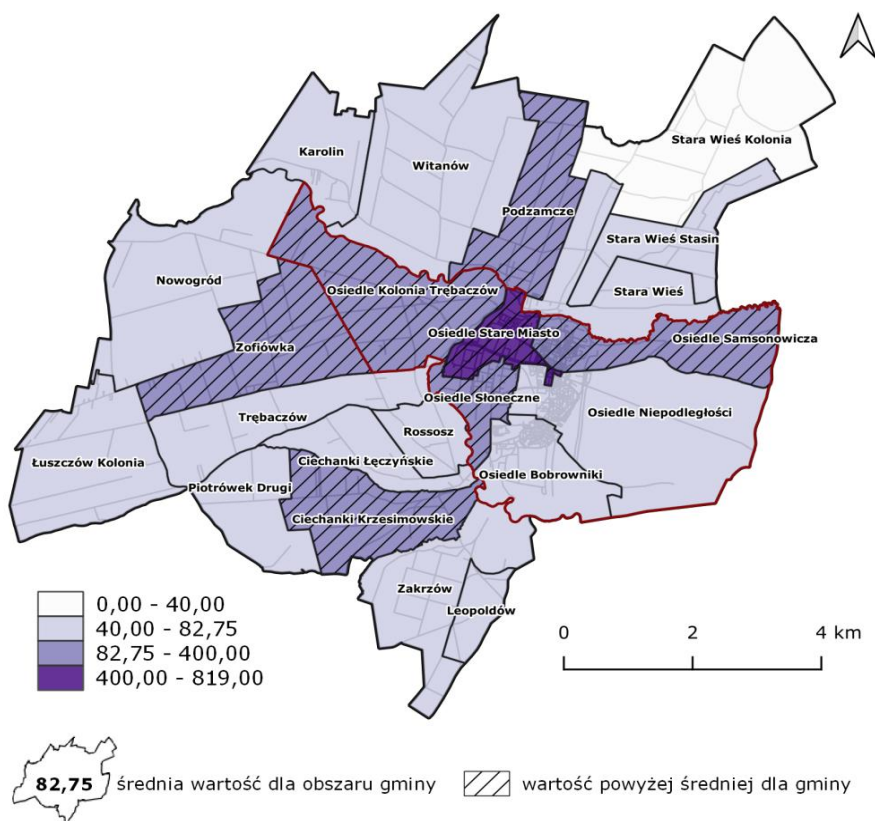 Stara Wieś Kolonia
Karolin
Witanów
Podzamcze
Stara Wieś Stasin
Nowogród
Osiedle Kolonia Trębaczów
Stara Wieś
Osiedle Stare Miasto
Osiedle Samsonowicza
Zofiówka
Osiedle Słoneczne
Trębaczów
Osiedle Niepodległości
Rossosz
Łuszczów Kolonia
Ciechanki Łęczyńskie
Osiedle Bobrowniki
Piotrówek Drugi
Ciechanki Krzesimowskie
Zakrzów
Leopoldów
0,00 - 40,00
40,00 - 82,75
82,75 - 400,00
400,00 - 819,00
0 2 4 km
82,75 średnia wartość dla obszaru gminy
wartość powyżej średniej dla gminy